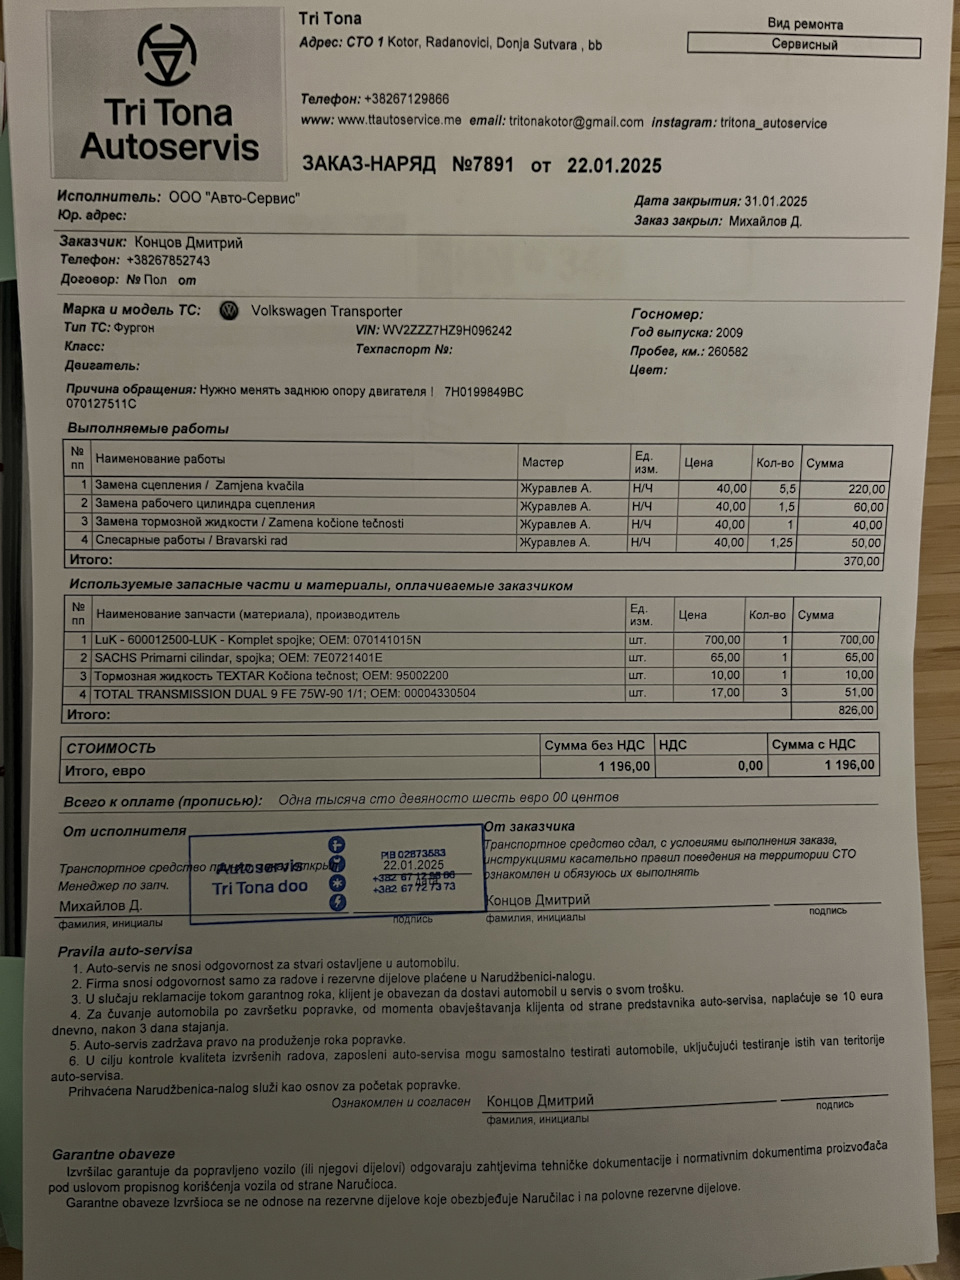 Tri Tona
Autoservis
Tri Tona
Адрес: СТО 1 Kotor, Radanovici, Donja Sutvara , bb
Вид ремонта
Сервисный
Телефон: +38267129866
www: www.ttautoservice.me email: tritonakotor@gmail.com instagram: tritona_autoservice
ЗАКАЗ-НАРЯД №7891 от 22.01.2025
Исполнитель: ООО "Авто-Сервис"
Юр. адрес:
Дата закрытия: 31.01.2025
Заказ закрыл: Михайлов Д.
Заказчик: Концов Дмитрий
Телефон: +38267852743
Договор: № Пол от
Марка и модель ТС: Volkswagen Transporter
Тип ТС: Фургон
VIN: WV2ZZZ7HZ9H096242
Класс:
Техпаспорт №:
Двигатель:
Госномер:
Год выпуска: 2009
Пробег, км.: 260582
Цвет:
Причина обращения: Нужно менять заднюю опору двигателя ! 7H0199849BC
070127511C
Выполняемые работы
№ пп Наименование работы Мастер Ед. изм. Цена Кол-во Сумма
1 Замена сцепления / Zamjena kvačila Журавлев А. Н/Ч 40,00 5,5 220,00
2 Замена рабочего цилиндра сцепления Журавлев А. Н/Ч 40,00 1,5 60,00
3 Замена тормозной жидкости / Zamena kočione tečnosti Журавлев А. Н/Ч 40,00 1 40,00
4 Слесарные работы / Bravarski rad Журавлев А. Н/Ч 40,00 1,25 50,00
Итого: 370,00
Используемые запасные части и материалы, оплачиваемые заказчиком
№ пп Наименование запчасти (материала), производитель Ед. изм. Цена Кол-во Сумма
1 LuK - 600012500-LUK - Komplet spojke; OEM: 070141015N шт. 700,00 1 700,00
2 SACHS Primarni cilindar, spojka; OEM: 7E0721401E шт. 65,00 1 65,00
3 Тормозная жидкость TEXTAR Kočiona tečnost; OEM: 95002200 шт. 10,00 1 10,00
4 TOTAL TRANSMISSION DUAL 9 FE 75W-90 1/1; OEM: 00004330504 шт. 17,00 3 51,00
Итого: 826,00
СТОИМОСТЬ Сумма без НДС НДС Сумма с НДС
Итого, евро 1 196,00 0,00 1 196,00
Всего к оплате (прописью): Одна тысяча сто девяносто шесть евро 00 центов
От исполнителя
Транспортное средство
Менеджер по запч.
Михайлов Д.
фамилия, инициалы
подпись
Autoservis
Tri Tona doo
PIB 02873583
22.01.2025
+382 67 72 73 73
От заказчика
Транспортное средство сдал, с условиями выполнения заказа,
инструкциями касательно правил поведения на территории СТО
ознакомлен и обязуюсь их выполнять
Концов Дмитрий
фамилия, инициалы
подпись
Pravila auto-servisa
1. Auto-servis ne snosi odgovornost za stvari ostavljene u automobilu.
2. Firma snosi odgovornost samo za radove i rezervne dijelove plaćene u Narudžbenici-nalogu.
3. U slučaju reklamacije tokom garantnog roka, klijent je obavezan da dostavi automobil u servis o svom trošku.
4. Za čuvanje automobila po završetku popravke, od momenta obavještavanja klijenta od strane predstavnika auto-servisa, naplaćuje se 10 eura
dnevno, nakon 3 dana stajanja.
5. Auto-servis zadržava pravo na produženje roka popravke.
6. U cilju kontrole kvaliteta izvršenih radova, zaposleni auto-servisa mogu samostalno testirati automobile, uključujući testiranje istih van teritorije
auto-servisa.
Prihvaćena Narudžbenica-nalog služi kao osnov za početak popravke.
Ознакомлен и согласен Концов Дмитрий
фамилия, инициалы
подпись
Garantne obaveze
Izvršilac garantuje da popravljeno vozilo (ili njegovi dijelovi) odgovaraju zahtjevima tehničke dokumentacije i normativnim dokumentima proizvođača
pod uslovom propisnog korišćenja vozila od strane Naručioca.
Garantne obaveze Izvršioca se ne odnose na rezervne dijelove koje obezbjeđuje Naručilac i na polovne rezervne dijelove.